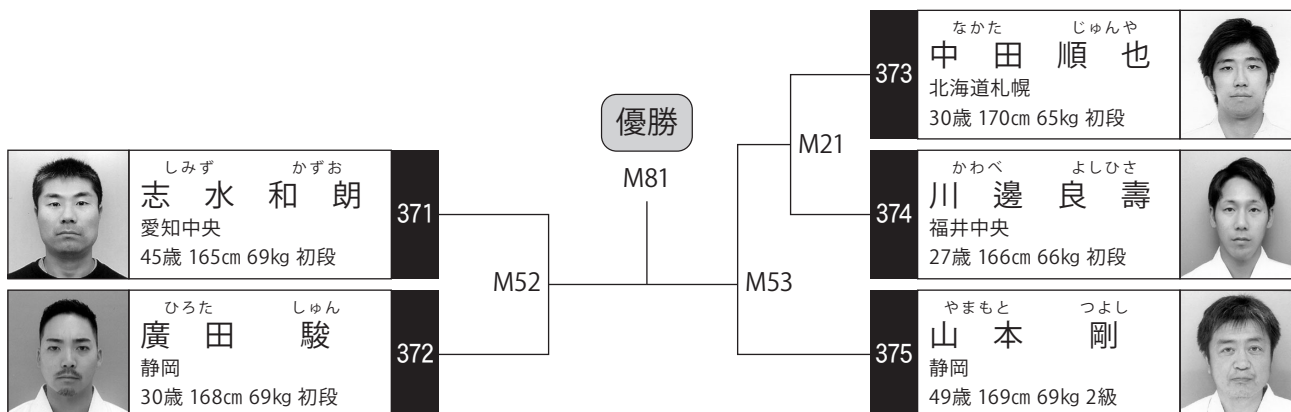 優勝
M81
しみず かずお
志水 和朗
愛知中央
45歳 165cm 69kg 初段
371
ひろた しゅん
廣田 駿
静岡
30歳 168cm 69kg 初段
372
M52
M53
M21
373
なかた じゅんや
中田 順也
北海道札幌
30歳 170cm 65kg 初段
374
かわべ よしひさ
川邊 良壽
福井中央
27歳 166cm 66kg 初段
375
やまもと つよし
山本 剛
静岡
49歳 169cm 69kg 2級